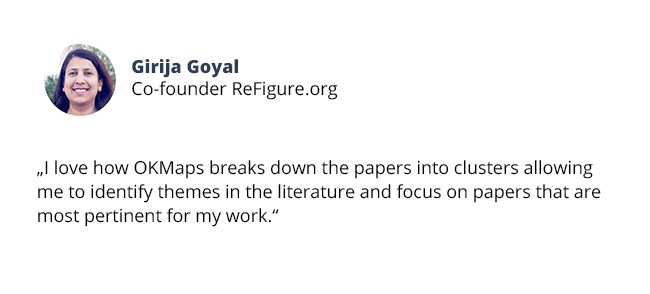 Girija Goyal
Co-founder ReFigure.org
„I love how OKMaps breaks down the papers into clusters allowing
me to identify themes in the literature and focus on papers that are
most pertinent for my work.“